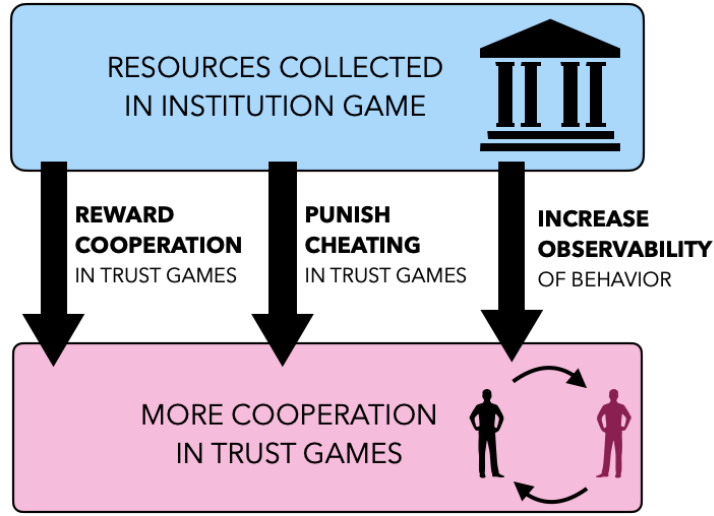 RESOURCES COLLECTED
IN INSTITUTION GAME
REWARD
COOPERATION
IN TRUST GAMES
PUNISH
CHEATING
IN TRUST GAMES
INCREASE
OBSERVABILITY
OF BEHAVIOR
MORE COOPERATION
IN TRUST GAMES